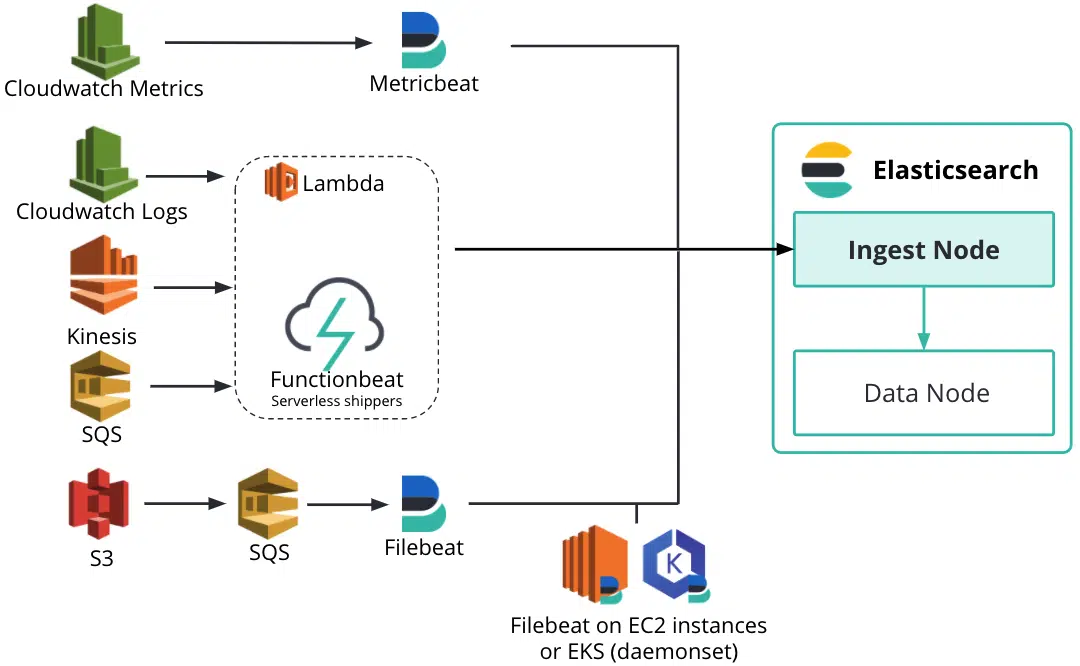 Cloudwatch Metrics
Metricbeat
Cloudwatch Logs
Lambda
Kinesis
Functionbeat
Serverless shippers
SQS
S3
SQS
Filebeat
Filebeat on EC2 instances
or EKS (daemonset)
Elasticsearch
Ingest Node
Data Node
K